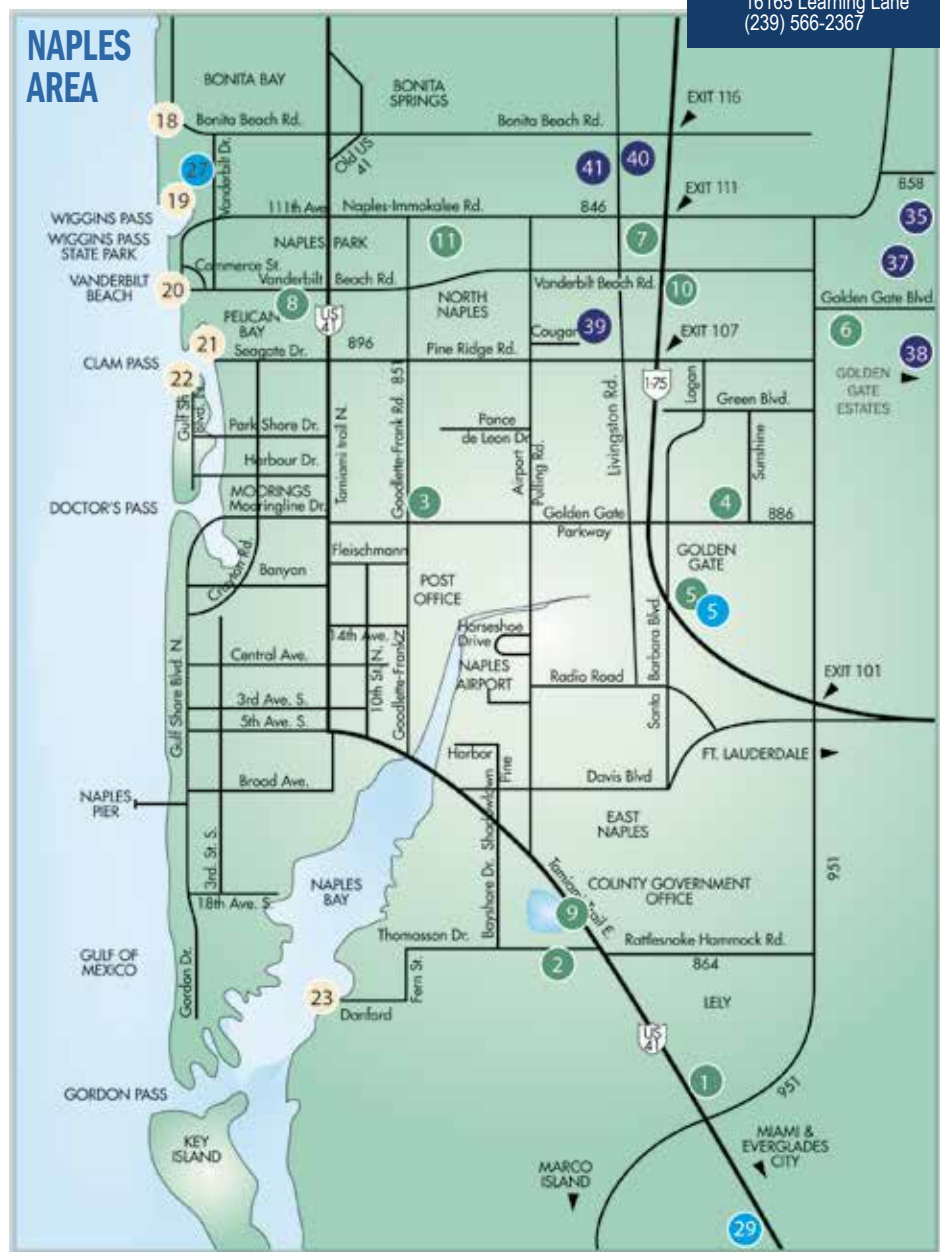 16165 Learning Lane
(239) 566-2367
NAPLES
AREA
BONITA BAY
BONITA
SPRINGS
EXIT 116
18
Bonita Beach Rd.
Bonita Beach Rd.
Old US
41
27
Vanderbilt Dr.
41
40
EXIT 111
858
19
111th Ave
Naples-Immokalee Rd.
846
35
WIGGINS PASS
WIGGINS PASS
STATE PARK
NAPLES PARK
11
7
37
Commerce St.
VANDERBILT
BEACH
20
Vanderbilt Beach Rd.
8
Vanderbilt Beach Rd.
10
Golden Gate Blvd.
NORTH
NAPLES
PELICAN
BAY
US
41
Cougar
39
EXIT 107
6
21
Seagate Dr.
896
851
Pine Ridge Rd.
38
CLAM PASS
22
GOLDEN
GATE
ESTATES
I-75
Logan
Green Blvd.
Gulf Sh
Blvd. N.
Park Shore Dr.
Tamiami trail N.
Goodlette-Frank Rd.
Ponce
de Leon Dr
Airport
Pulling Rd.
Livingston Rd.
Sunshine
Harbour Dr.
MOORINGS
Mooringline Dr.
DOCTOR'S PASS
3
4
Golden Gate
Parkway
886
Fleischmann
GOLDEN
GATE
Crayton Rd.
Banyan
POST
OFFICE
5
5
14th Ave.
Horseshoe
Drive
Central Ave.
10th St. N.
Goodlette-Frank
NAPLES
AIRPORT
Radio Road
Santa Barbara Blvd.
EXIT 101
Gulf Shore Blvd. N.
3rd Ave. S.
5th Ave. S.
FT. LAUDERDALE
Harbor
Pine
Broad Ave.
Davis Blvd
NAPLES
PIER
Shadowlawn
EAST
NAPLES
951
3rd. St. S.
NAPLES
BAY
Bayshore Dr.
Tamiami Trail E.
COUNTY GOVERNMENT
OFFICE
18th Ave. S
9
Thomasson Dr.
Rattlesnake Hammock Rd.
GULF OF
MEXICO
2
864
Gordon Dr.
Fern St.
23
Danford
LELY
US
41
1
951
GORDON PASS
KEY
ISLAND
MIAMI &
EVERGLADES
CITY
MARCO
ISLAND
29